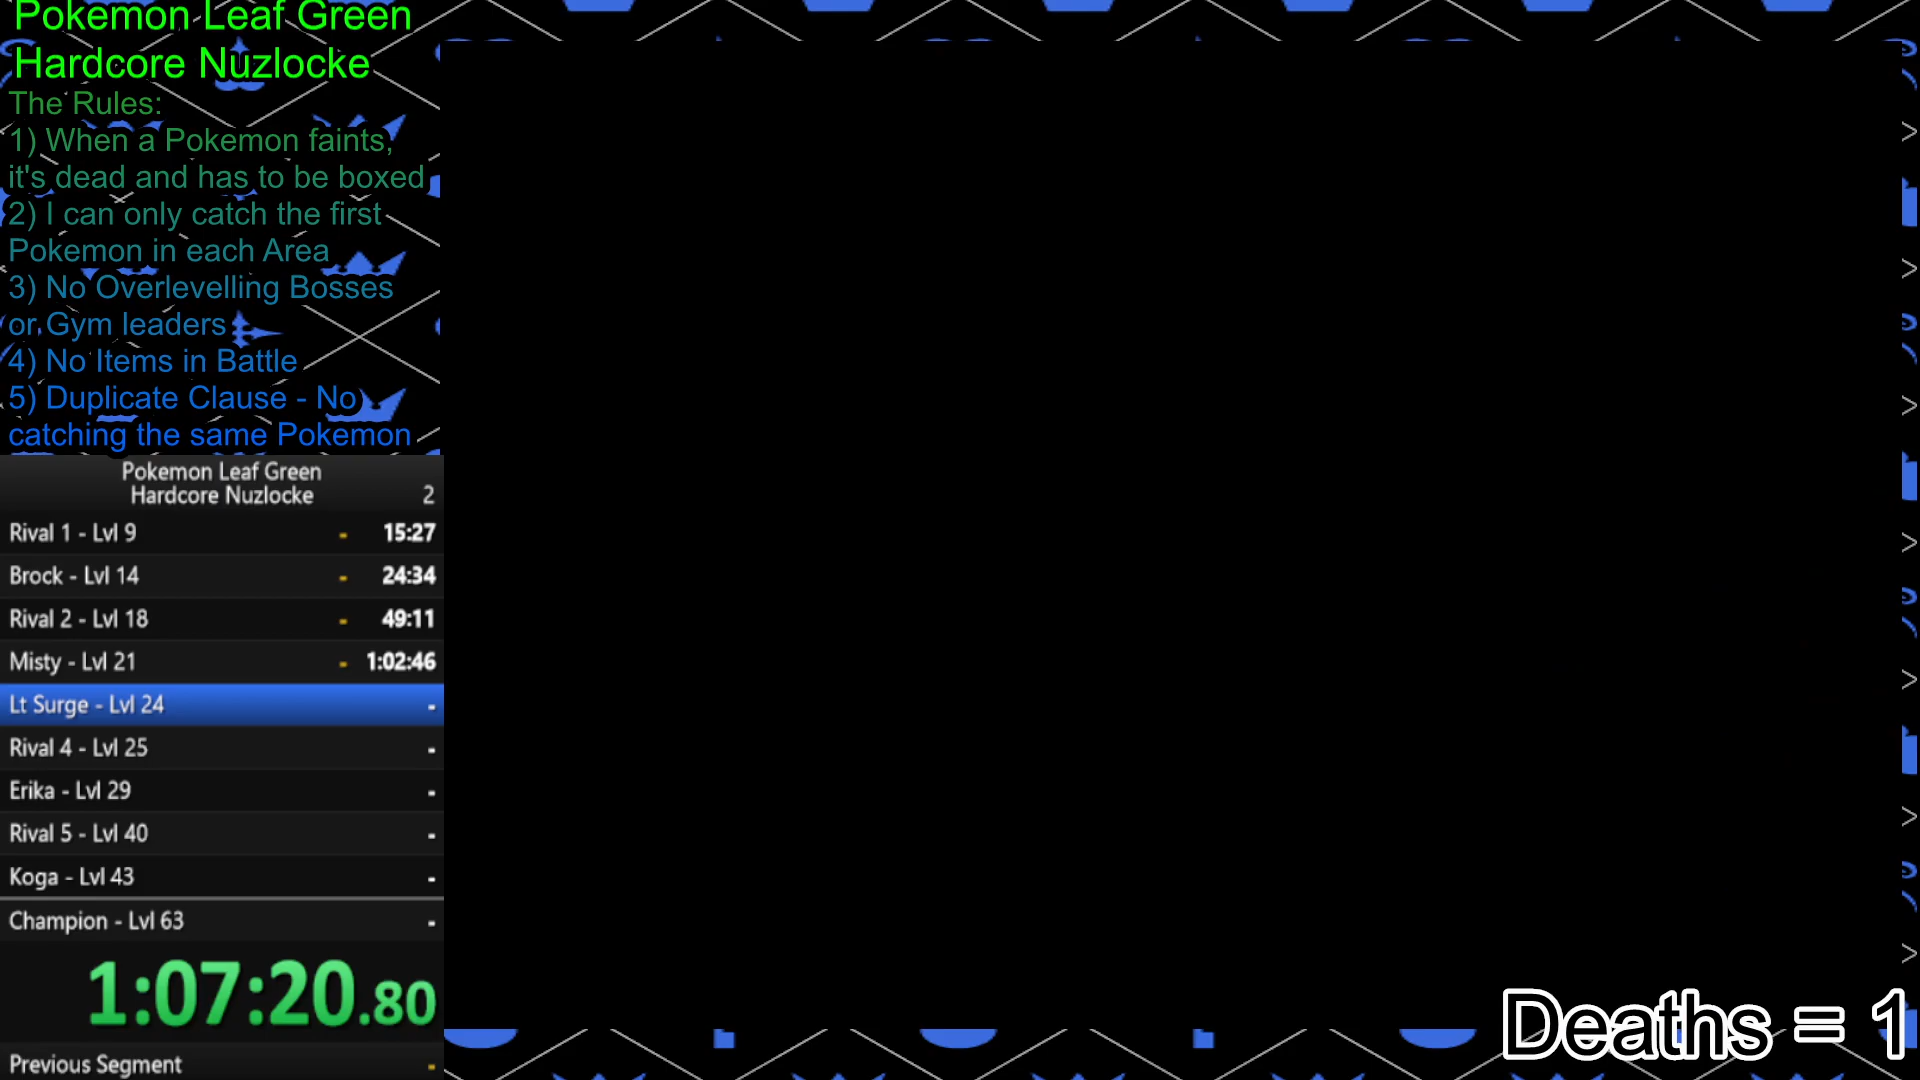 Pokemon Leaf Green
Hardcore Nuzlocke
The Rules:
1) When a Pokemon faints,
it's dead and has to be boxed
2) I can only catch the first
Pokemon in each Area
3) No Overlevelling Bosses
or Gym leaders
4) No Items in Battle
5) Duplicate Clause - No
catching the same Pokemon
Pokemon Leaf Green
Hardcore Nuzlocke 2
Rival 1 - Lvl 9 - 15:27
Brock - Lvl 14 - 24:34
Rival 2 - Lvl 18 - 49:11
Misty - Lvl 21 - 1:02:46
Lt Surge - Lvl 24 -
Rival 4 - Lvl 25 -
Erika - Lvl 29 -
Rival 5 - Lvl 40 -
Koga - Lvl 43 -
Champion - Lvl 63 -
1:07:20.80
Previous Segment -
Deaths = 1